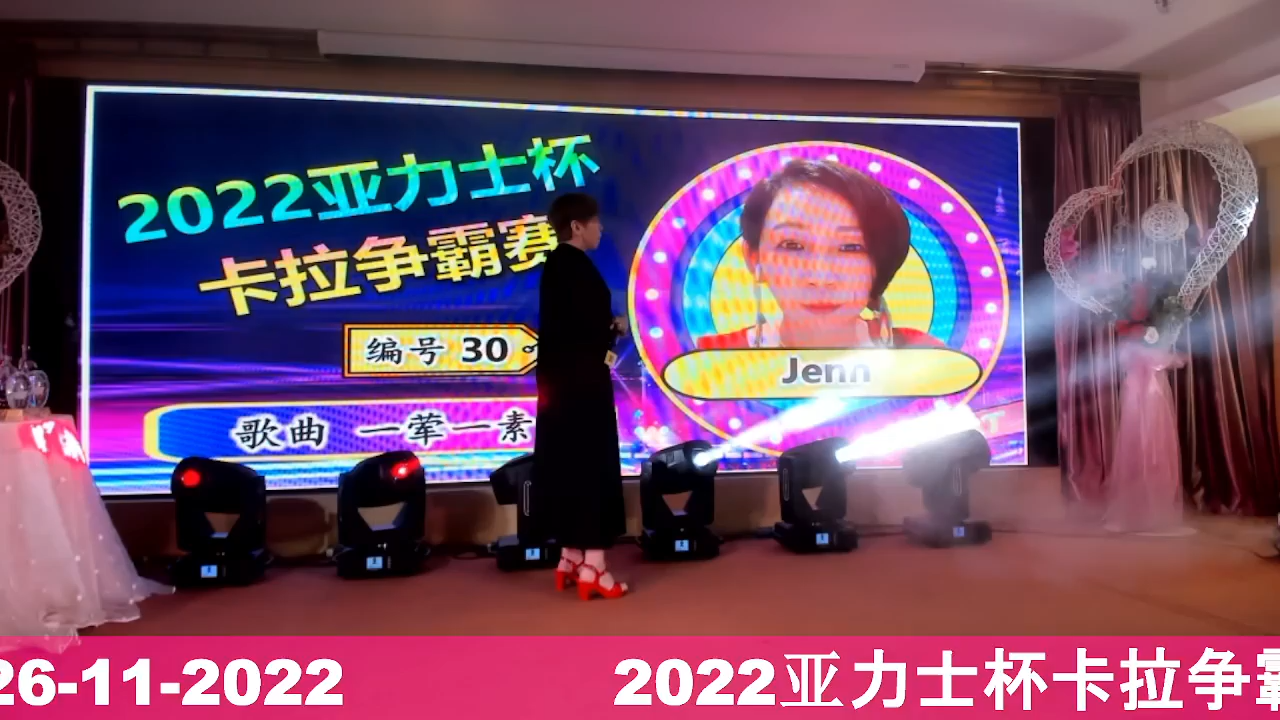 2022亚力士杯
卡拉争霸赛
编号 30
Jenn
歌曲 一荤一素
26-11-2022 2022亚力士杯卡拉争霸